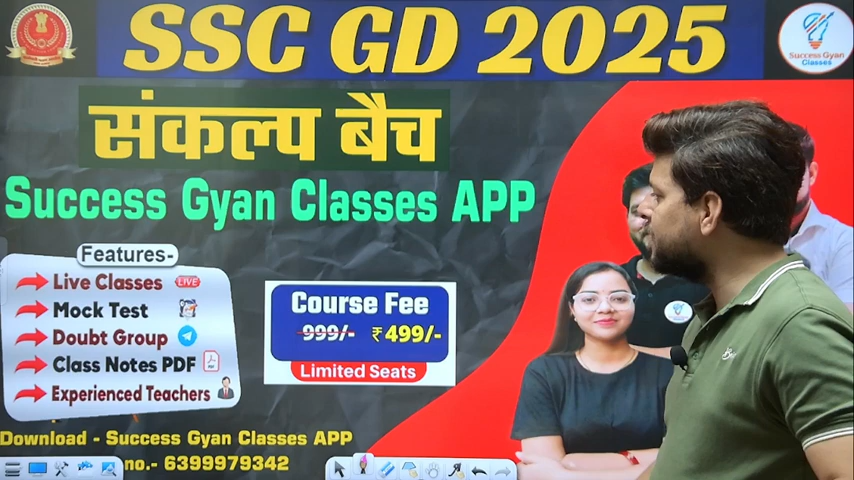 SSC GD 2025
Success Gyan
Classes
संकल्प बैच
Success Gyan Classes APP
Features-
Live Classes LIVE
Mock Test
Doubt Group
Class Notes PDF
Experienced Teachers
Course Fee
999/- ₹499/-
Limited Seats
Download - Success Gyan Classes APP
no.- 6399979342